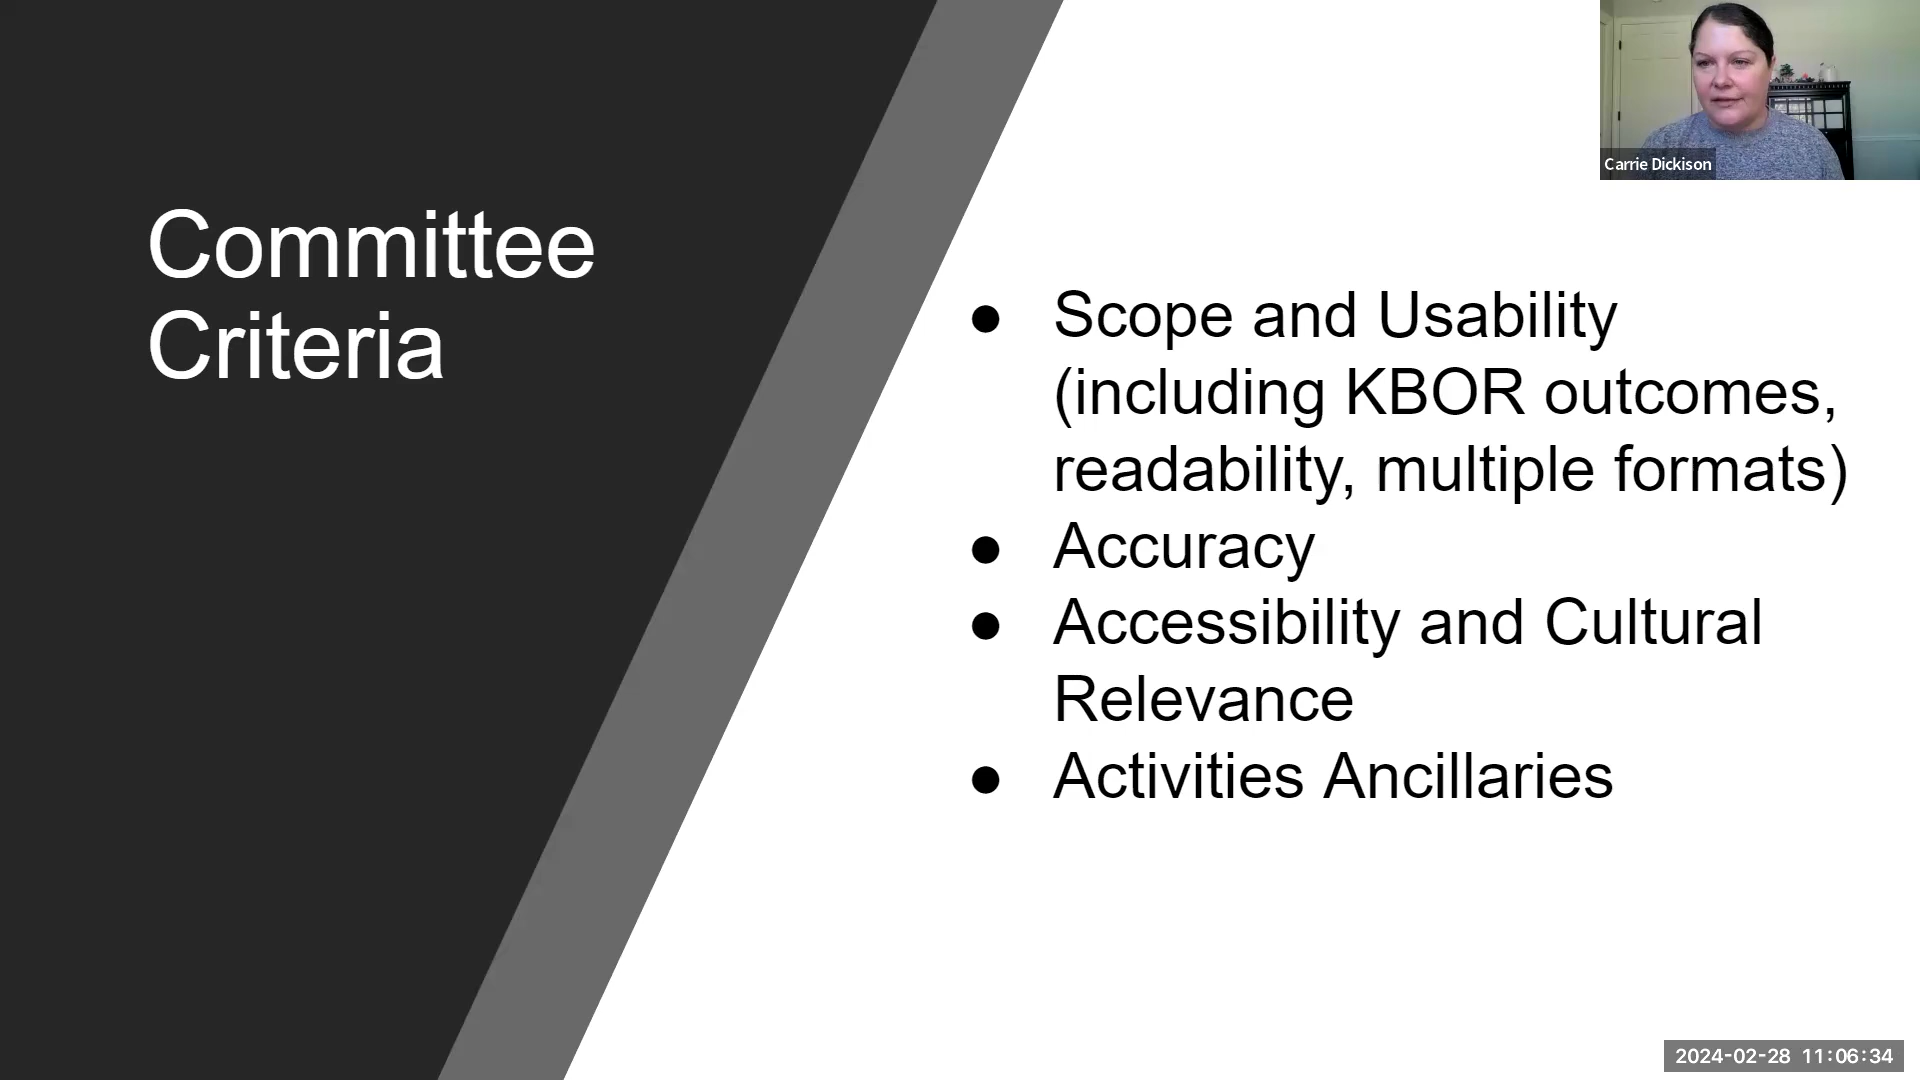 Committee
Criteria
Carrie Dickison
● Scope and Usability
(including KBOR outcomes,
readability, multiple formats)
● Accuracy
● Accessibility and Cultural
Relevance
● Activities Ancillaries
2024-02-28 11:06:34